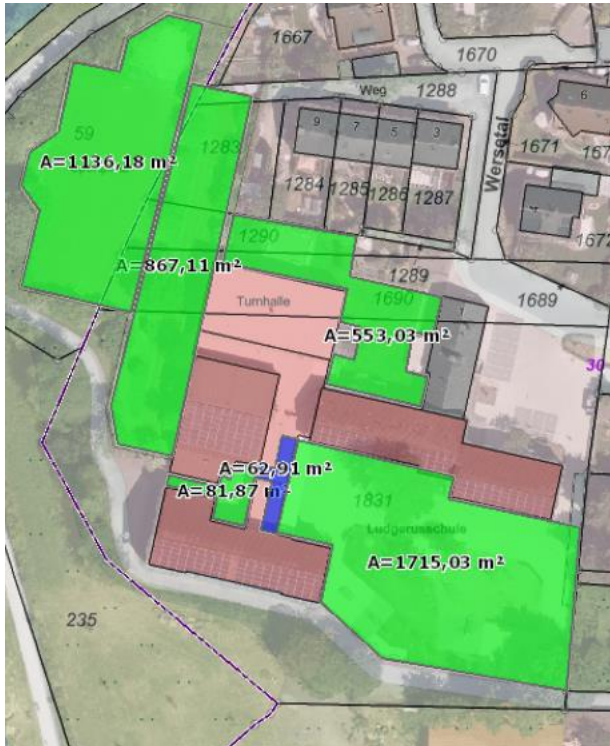 1667
1670
Weg
1288
6
59
9
7
5
3
1283
1671
Wersetal
A=1136,18 m²
1284
1285
1286
1287
1290
1672
A=867,11 m²
1289
Turnhalle
1690
1689
1
A=553,03 m²
30
A=62,91 m²
A=81,87 m²
1831
Ludgerusschule
A=1715,03 m²
235